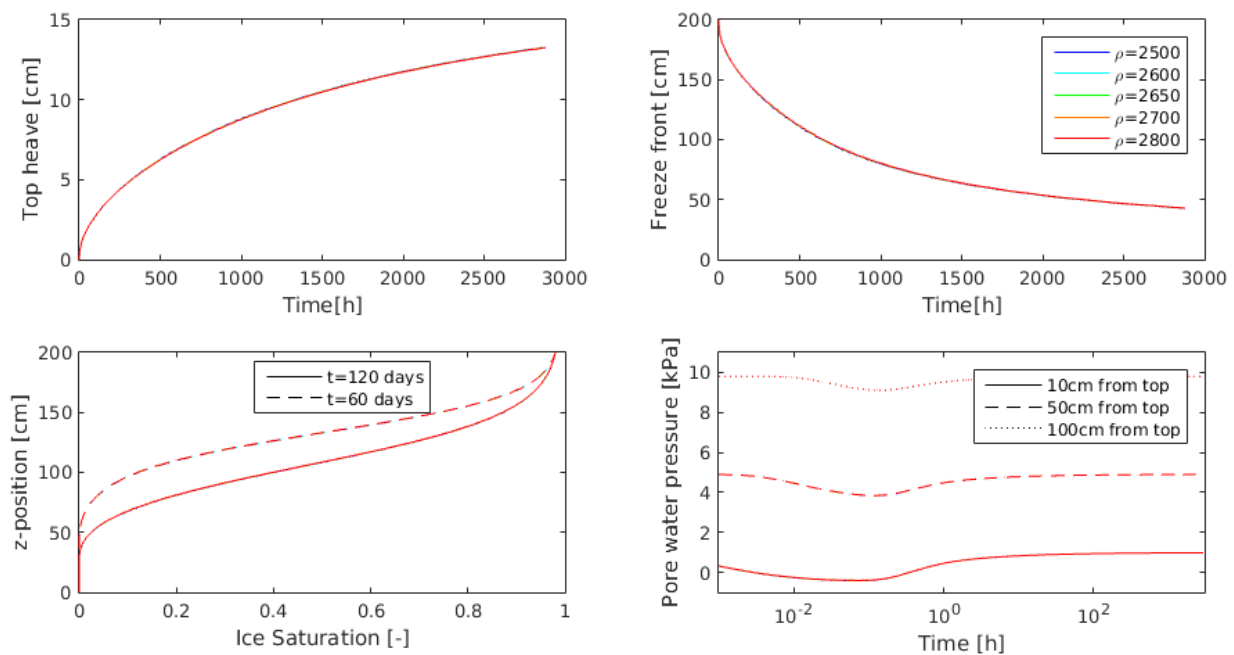 15
10
5
0
Top heave [cm]
0 500 1000 1500 2000 2500 3000
Time[h]
200
150
100
50
0
Freeze front [cm]
ρ=2500
ρ=2600
ρ=2650
ρ=2700
ρ=2800
0 500 1000 1500 2000 2500 3000
Time[h]
200
150
100
50
0
z-position [cm]
t=120 days
t=60 days
0 0.2 0.4 0.6 0.8 1
Ice Saturation [-]
10
8
6
4
2
0
Pore water pressure [kPa]
10cm from top
50cm from top
100cm from top
10⁻² 10⁰ 10²
Time [h]